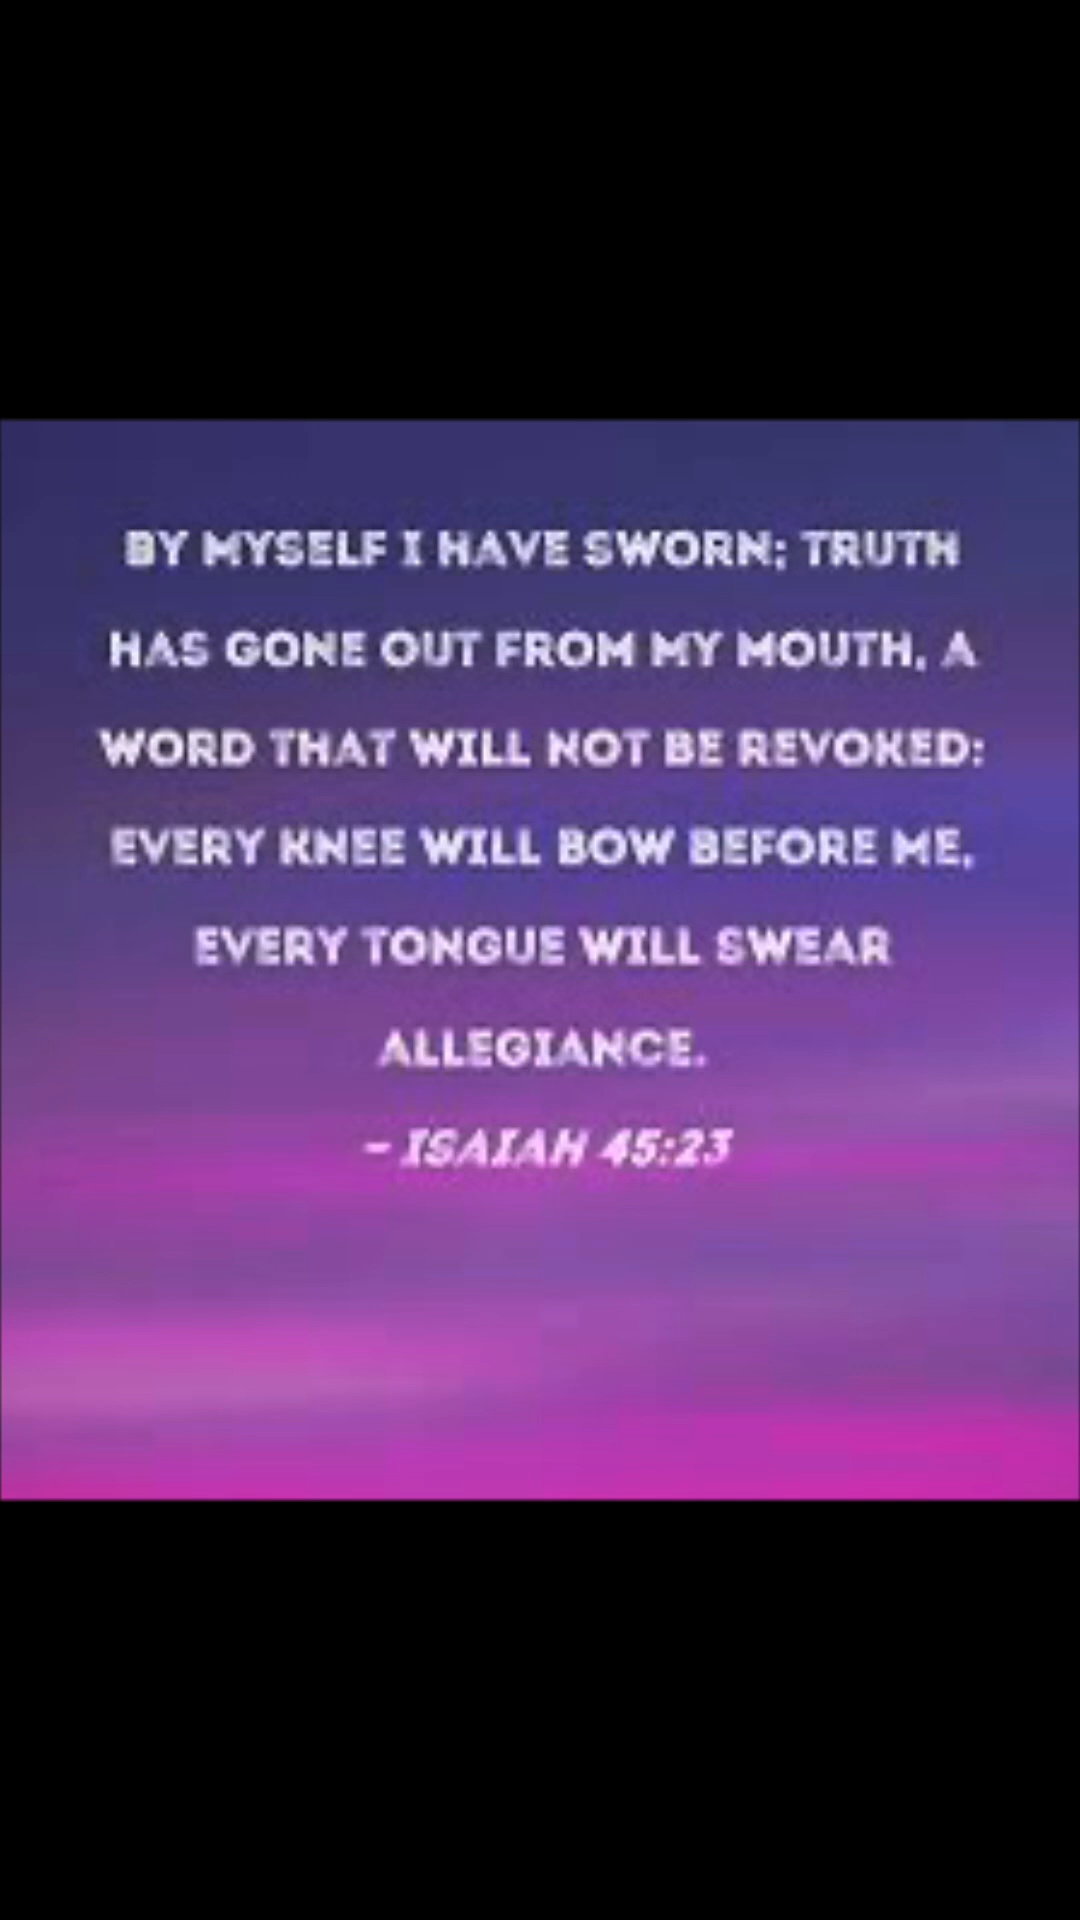 BY MYSELF I HAVE SWORN; TRUTH
HAS GONE OUT FROM MY MOUTH, A
WORD THAT WILL NOT BE REVOKED:
EVERY KNEE WILL BOW BEFORE ME,
EVERY TONGUE WILL SWEAR
ALLEGIANCE.
- ISAIAH 45:23